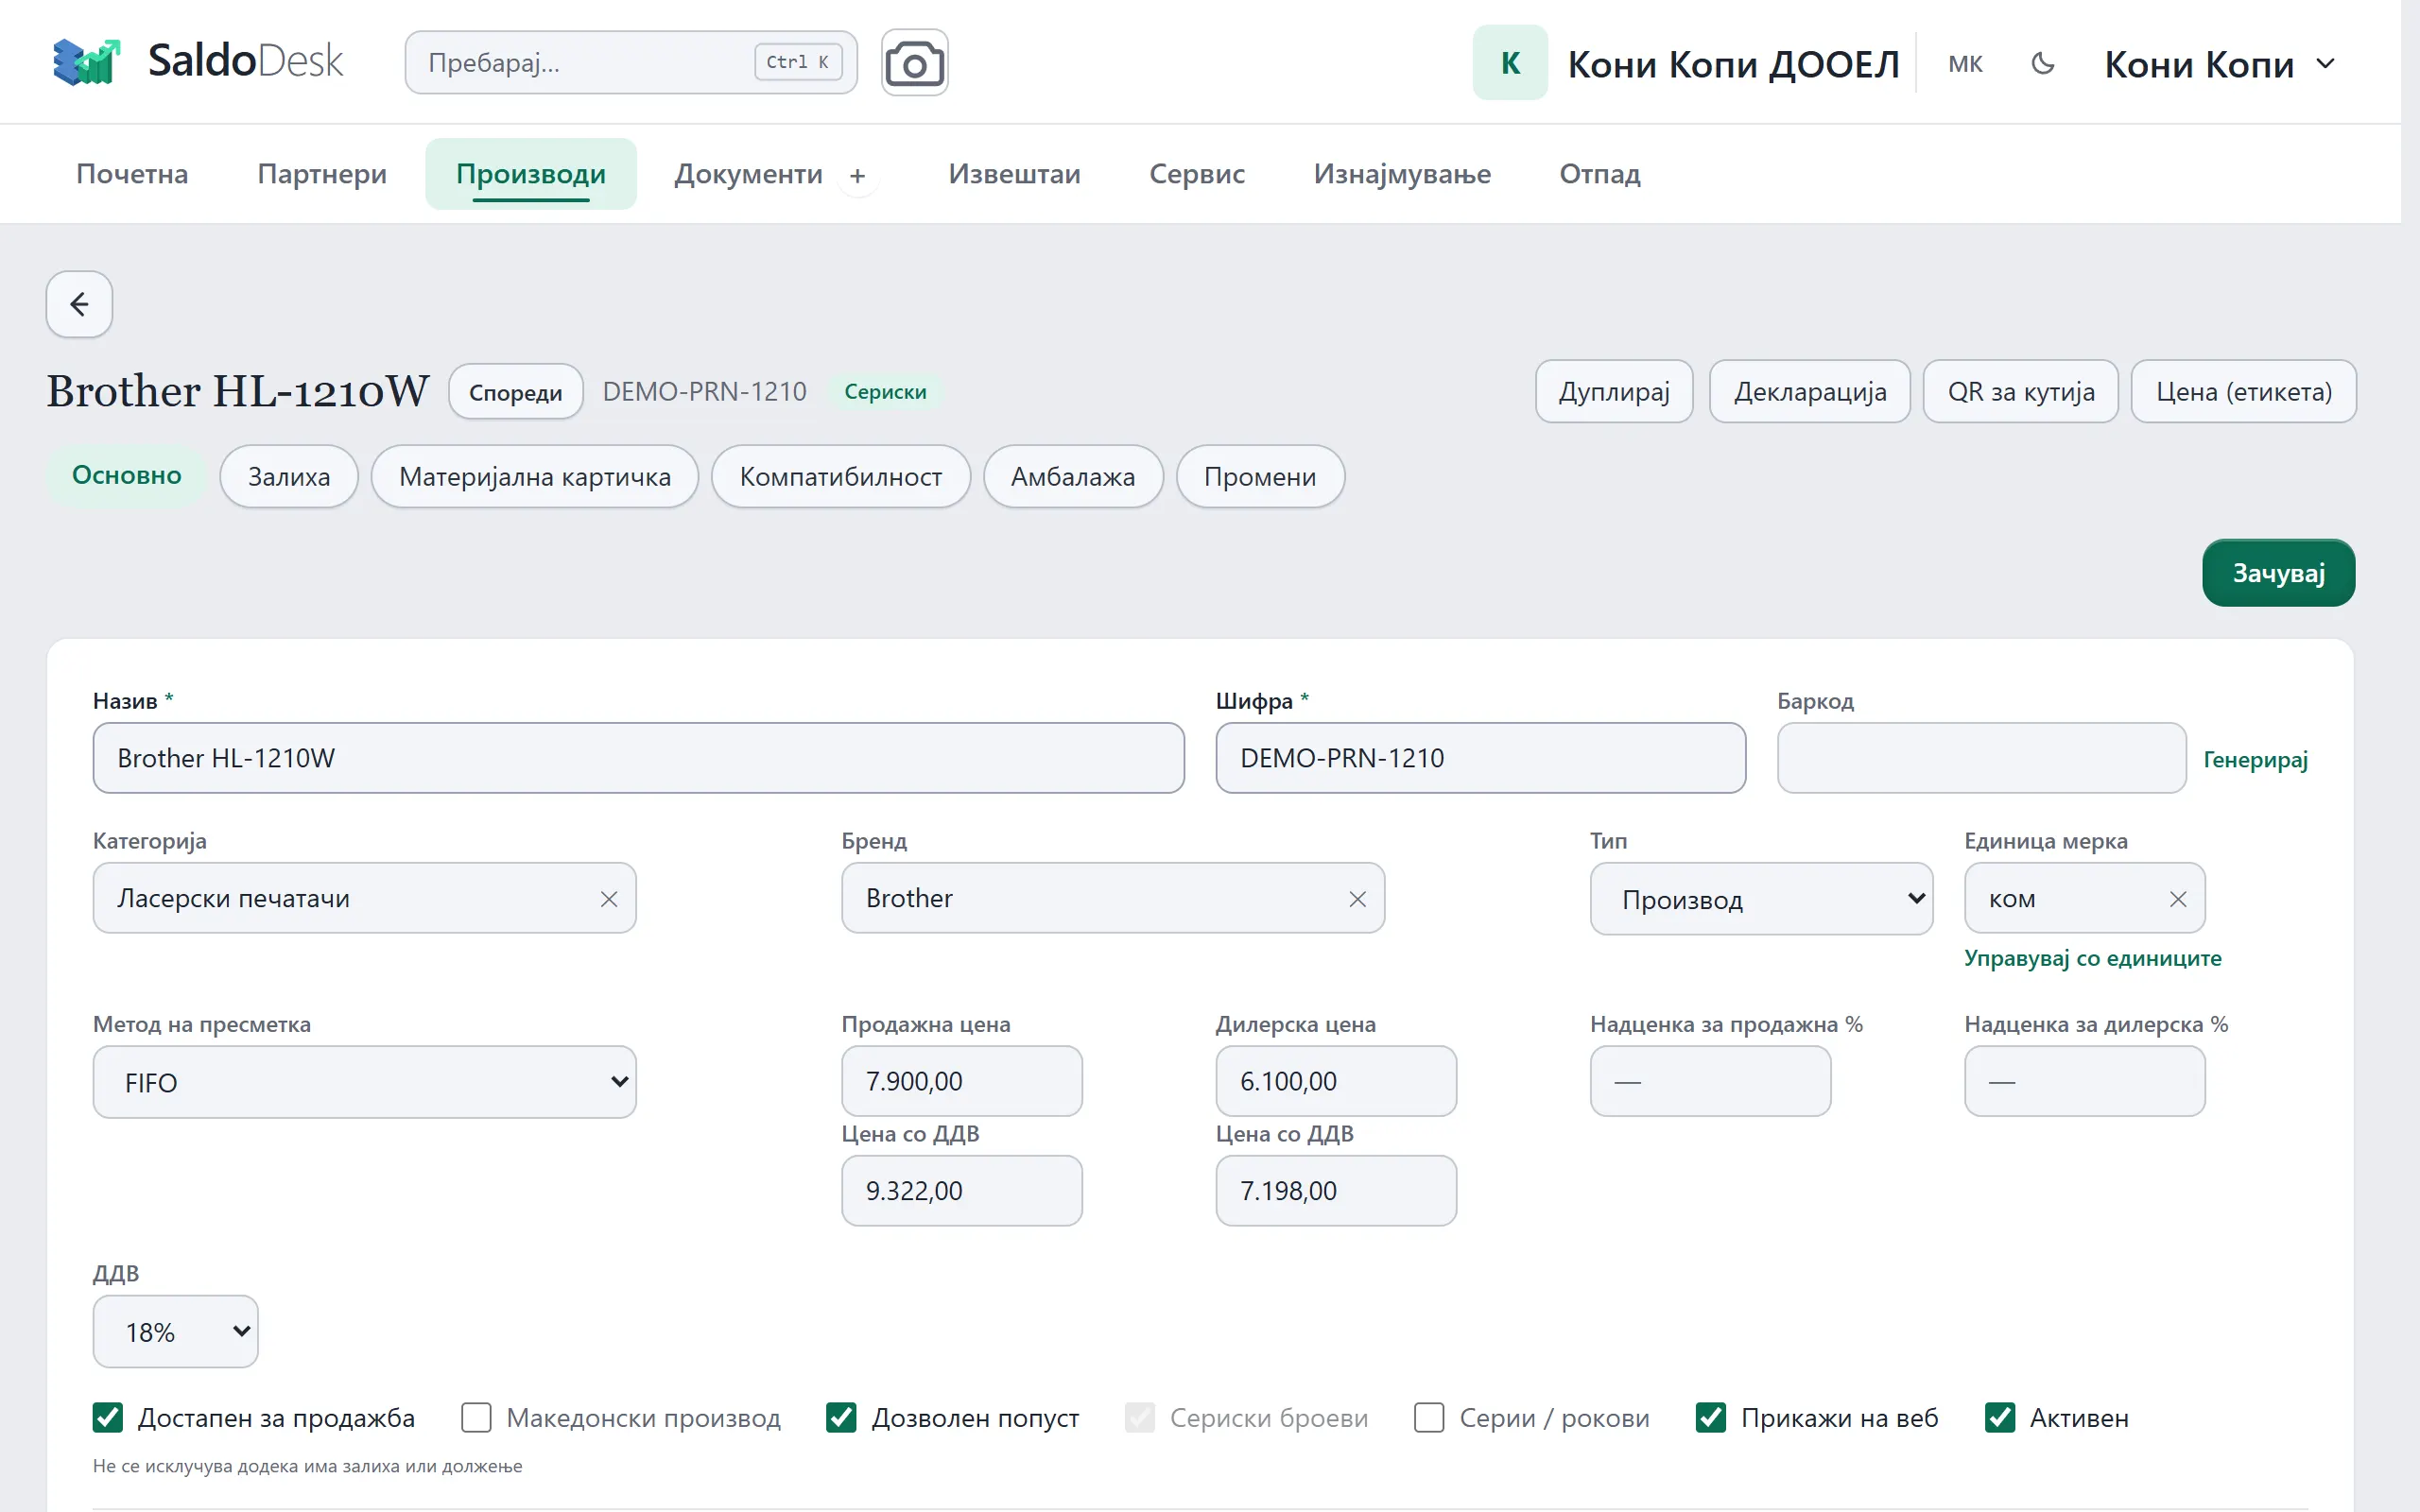 SaldoDesk
Пребарај... Ctrl K
К Кони Копи ДООЕЛ МК Кони Копи
Почетна Партнери Производи Документи + Извештаи Сервис Изнајмување Отпад
Brother HL-1210W Спореди DEMO-PRN-1210 Сериски
Дуплирај Декларација QR за кутија Цена (етикета)
Основно Залиха Материјална картичка Компатибилност Амбалажа Промени
Зачувај
Назив * Шифра * Баркод
Brother HL-1210W DEMO-PRN-1210 Генерирај
Категорија Бренд Тип Единица мерка
Ласерски печатачи Brother Производ ком
Управувај со единиците
Метод на пресметка Продажна цена Дилерска цена Надценка за продажна % Надценка за дилерска %
FIFO 7.900,00 6.100,00 — —
Цена со ДДВ Цена со ДДВ
9.322,00 7.198,00
ДДВ
18%
Достапен за продажба Македонски производ Дозволен попуст Сериски броеви Серии / рокови Прикажи на веб Активен
Не се исклучува додека има залиха или должење